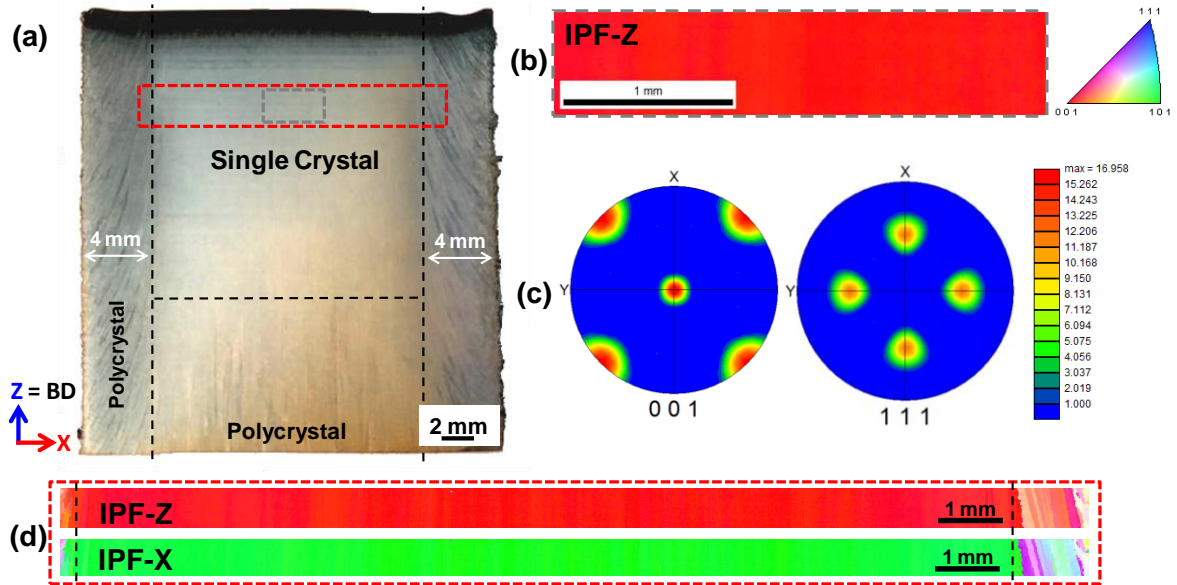 (a)
Single Crystal
4 mm
4 mm
Polycrystal
Polycrystal
2 mm
Z = BD
X
(b)
IPF-Z
1 mm
1 1 1
0 0 1
1 0 1
(c)
X
Y
0 0 1
X
Y
1 1 1
max = 16.958
15.262
14.243
13.225
12.206
11.187
10.168
9.150
8.131
7.112
6.094
5.075
4.056
3.037
2.019
1.000
(d)
IPF-Z
1 mm
IPF-X
1 mm